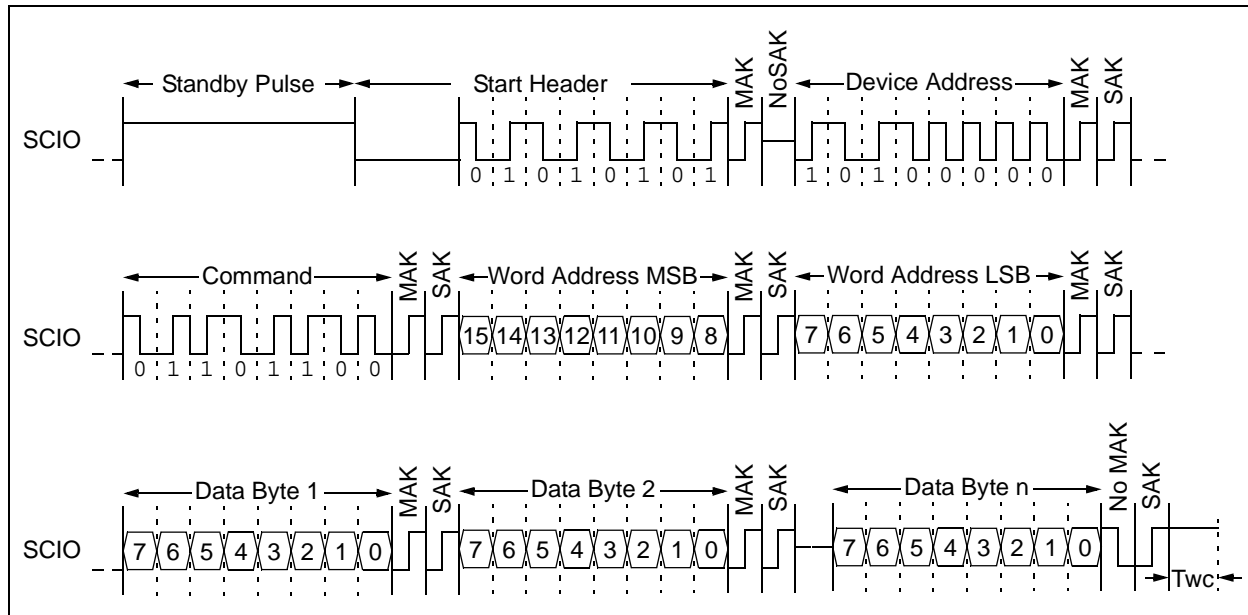 Standby Pulse Start Header MAK NoSAK Device Address MAK SAK
SCIO
0 1 0 1 0 1 0 1 1 0 1 0 0 0 0 0
Command MAK SAK Word Address MSB MAK SAK Word Address LSB MAK SAK
SCIO 15 14 13 12 11 10 9 8 7 6 5 4 3 2 1 0
0 1 1 0 1 1 0 0
Data Byte 1 MAK SAK Data Byte 2 MAK SAK Data Byte n No MAK SAK
SCIO 7 6 5 4 3 2 1 0 7 6 5 4 3 2 1 0 7 6 5 4 3 2 1 0
Twc